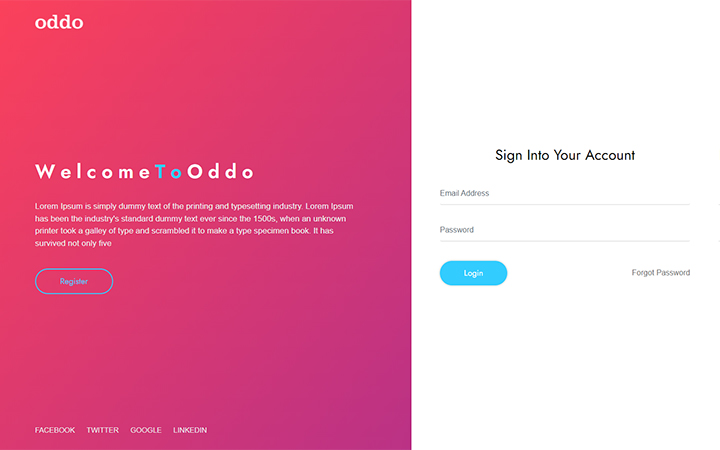 oddo
WelcomeToOddo
Lorem Ipsum is simply dummy text of the printing and typesetting industry. Lorem Ipsum
has been the industry's standard dummy text ever since the 1500s, when an unknown
printer took a galley of type and scrambled it to make a type specimen book. It has
survived not only five
Register
FACEBOOK TWITTER GOOGLE LINKEDIN
Sign Into Your Account
Email Address
Password
Login Forgot Password